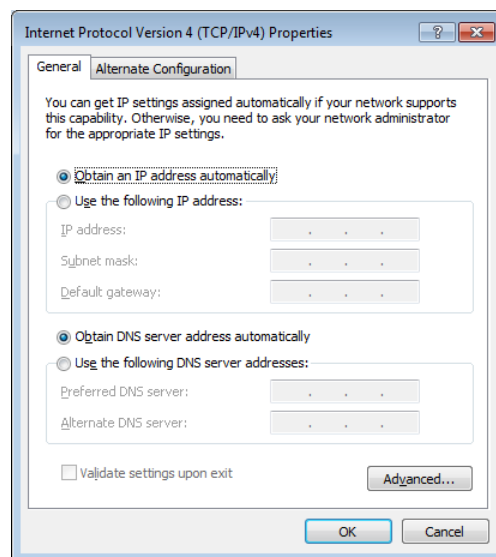 Internet Protocol Version 4 (TCP/IPv4) Properties
?
General Alternate Configuration
You can get IP settings assigned automatically if your network supports
this capability. Otherwise, you need to ask your network administrator
for the appropriate IP settings.
Obtain an IP address automatically
Use the following IP address:
IP address: . . .
Subnet mask: . . .
Default gateway: . . .
Obtain DNS server address automatically
Use the following DNS server addresses:
Preferred DNS server: . . .
Alternate DNS server: . . .
Validate settings upon exit
Advanced...
OK Cancel